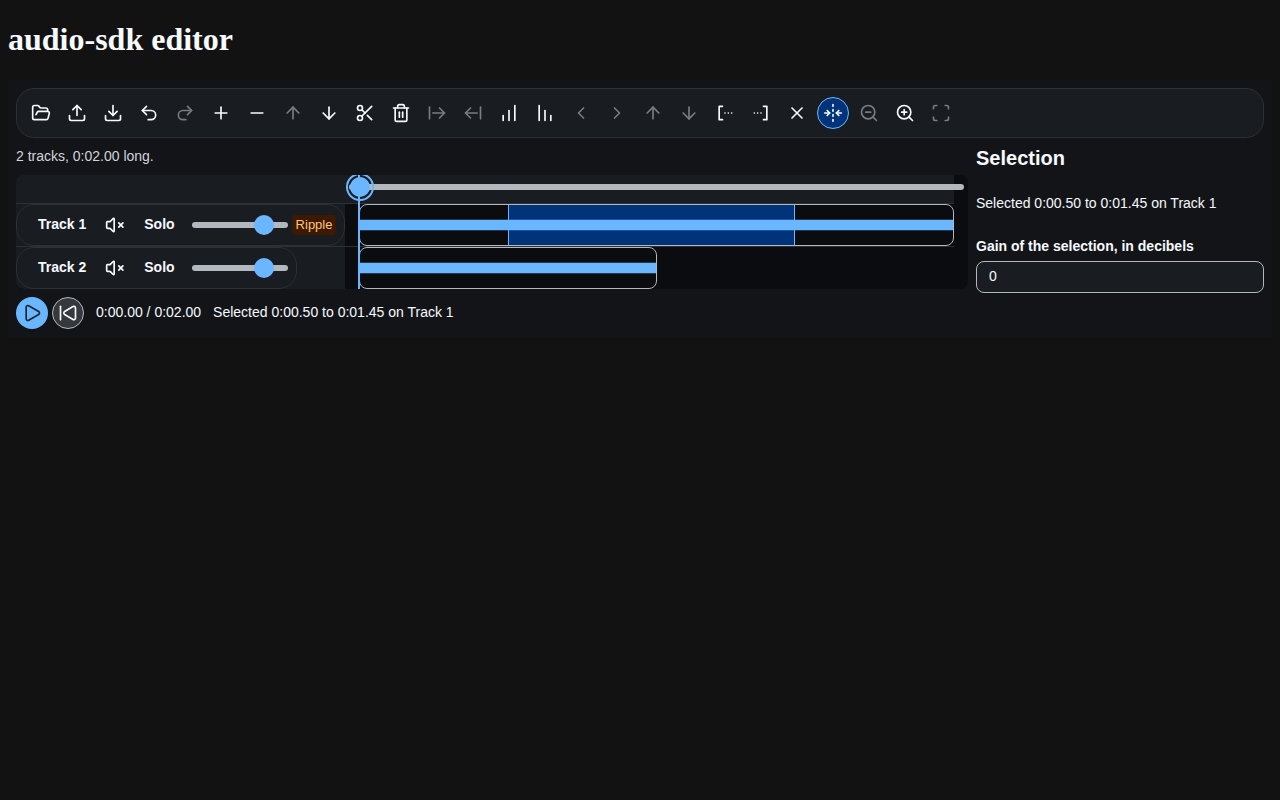 audio-sdk editor
2 tracks, 0:02.00 long.
Selection
Selected 0:00.50 to 0:01.45 on Track 1
Track 1 Solo Ripple
Gain of the selection, in decibels
Track 2 Solo
0
0:00.00 / 0:02.00 Selected 0:00.50 to 0:01.45 on Track 1